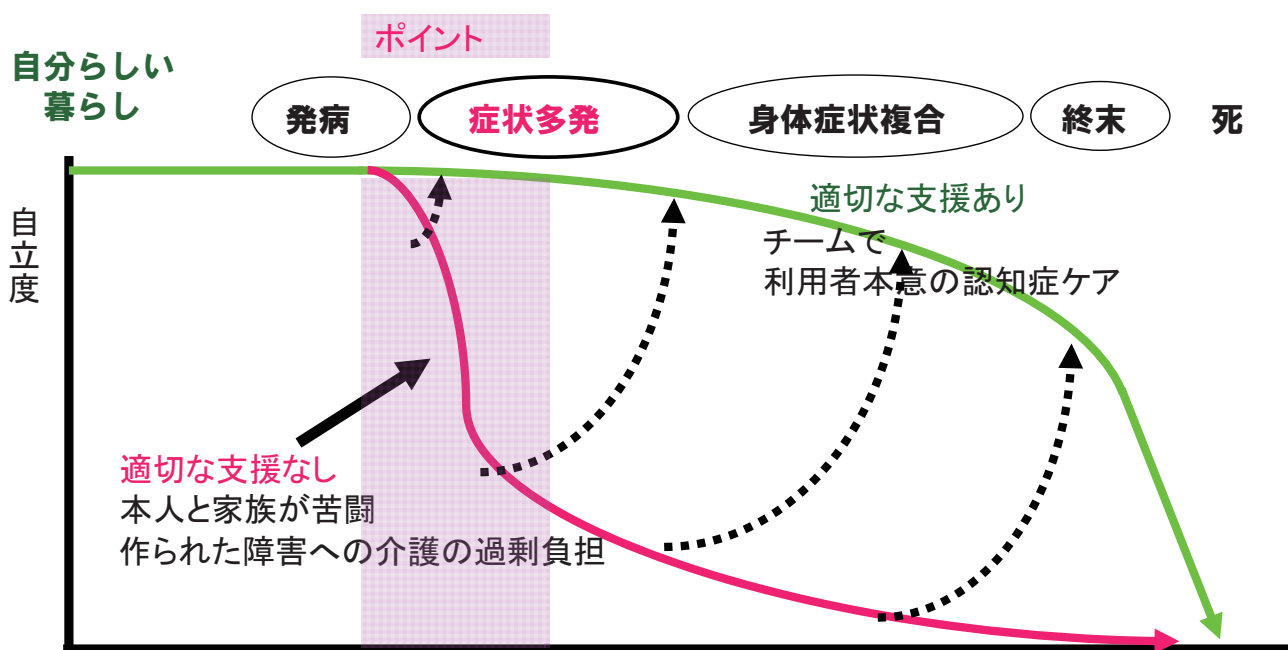 ポイント
自分らしい
暮らし
発病
症状多発
身体症状複合
終末
死
自立度
適切な支援あり
チームで
利用者本意の認知症ケア
適切な支援なし
本人と家族が苦闘
作られた障害への介護の過剰負担